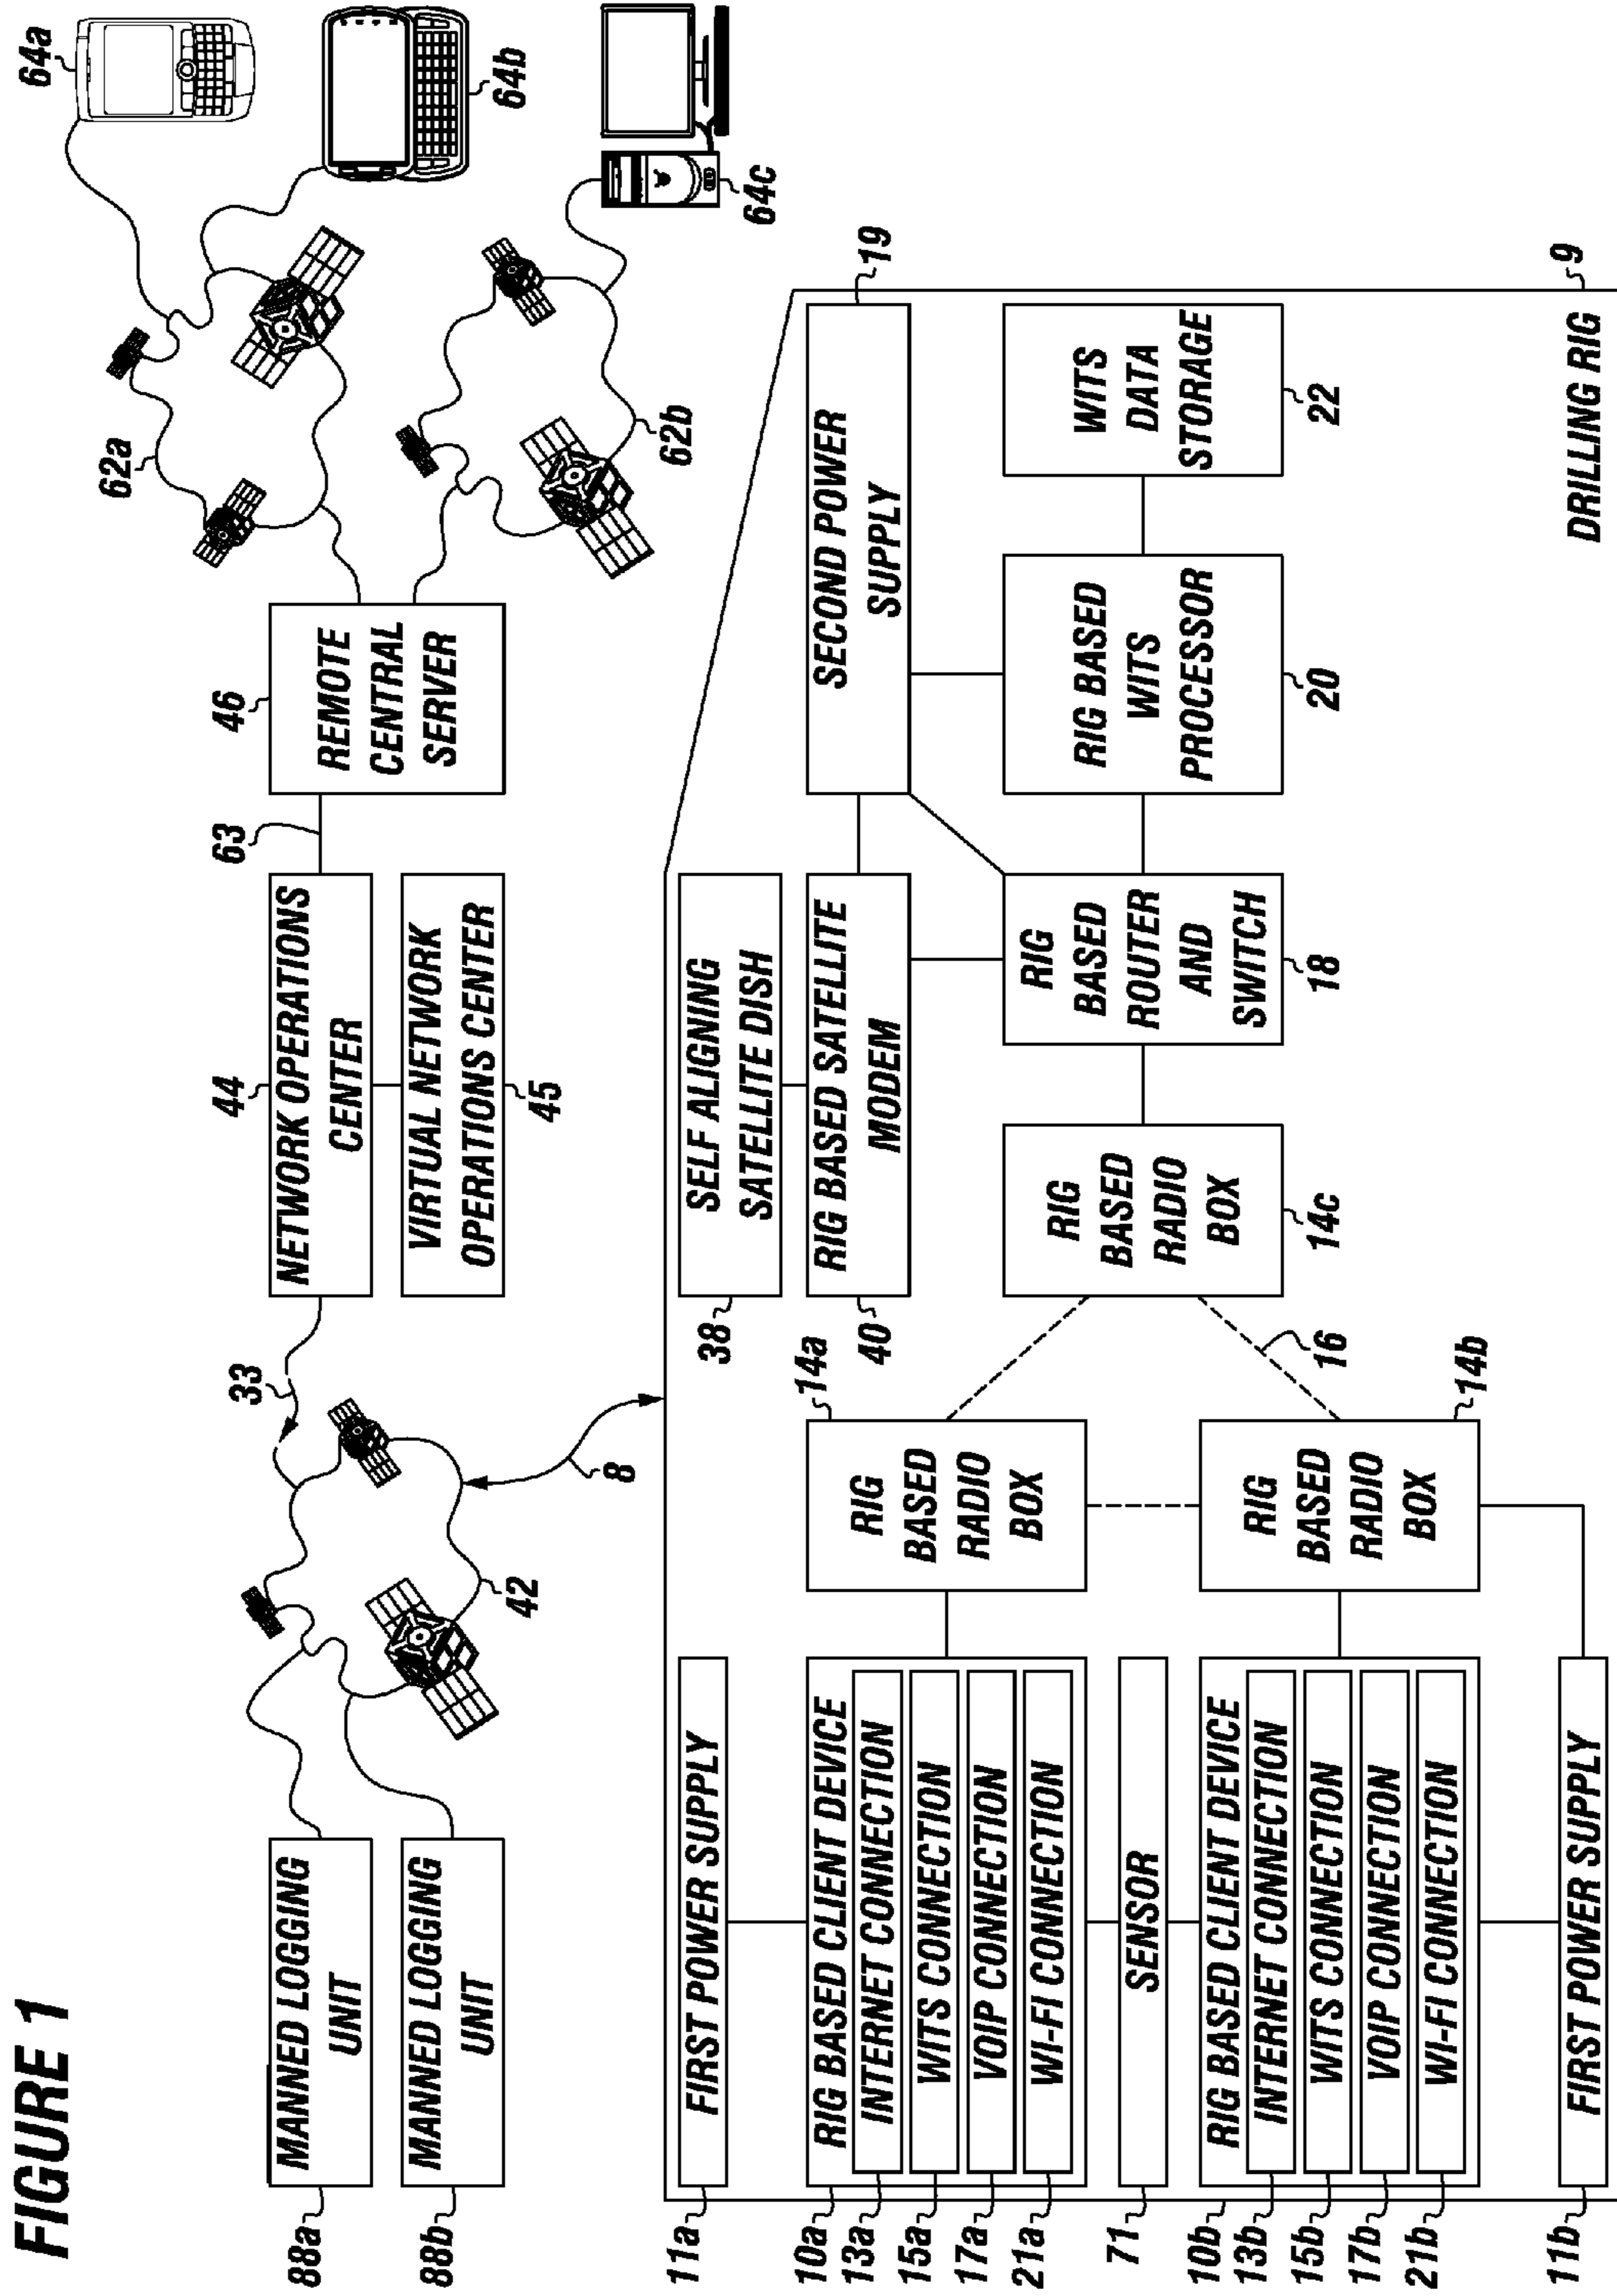 FIGURE 1
88a
MANNED LOGGING
UNIT
88b
MANNED LOGGING
UNIT
33
42
8
44
NETWORK OPERATIONS
CENTER
VIRTUAL NETWORK
OPERATIONS CENTER
45
63
46
REMOTE
CENTRAL
SERVER
62a
62b
64a
64b
64c
11a
FIRST POWER SUPPLY
10a
RIG BASED CLIENT DEVICE
13a
INTERNET CONNECTION
15a
WITS CONNECTION
17a
VOIP CONNECTION
21a
WI-FI CONNECTION
71
SENSOR
10b
RIG BASED CLIENT DEVICE
13b
INTERNET CONNECTION
15b
WITS CONNECTION
17b
VOIP CONNECTION
21b
WI-FI CONNECTION
11b
FIRST POWER SUPPLY
14a
RIG
BASED
RADIO
BOX
14b
RIG
BASED
RADIO
BOX
16
38
SELF ALIGNING
SATELLITE DISH
40
RIG BASED SATELLITE
MODEM
RIG
BASED
RADIO
BOX
14c
RIG
BASED
ROUTER
AND
SWITCH
18
19
SECOND POWER
SUPPLY
RIG BASED
WITS
PROCESSOR
20
WITS
DATA
STORAGE
22
9
DRILLING RIG